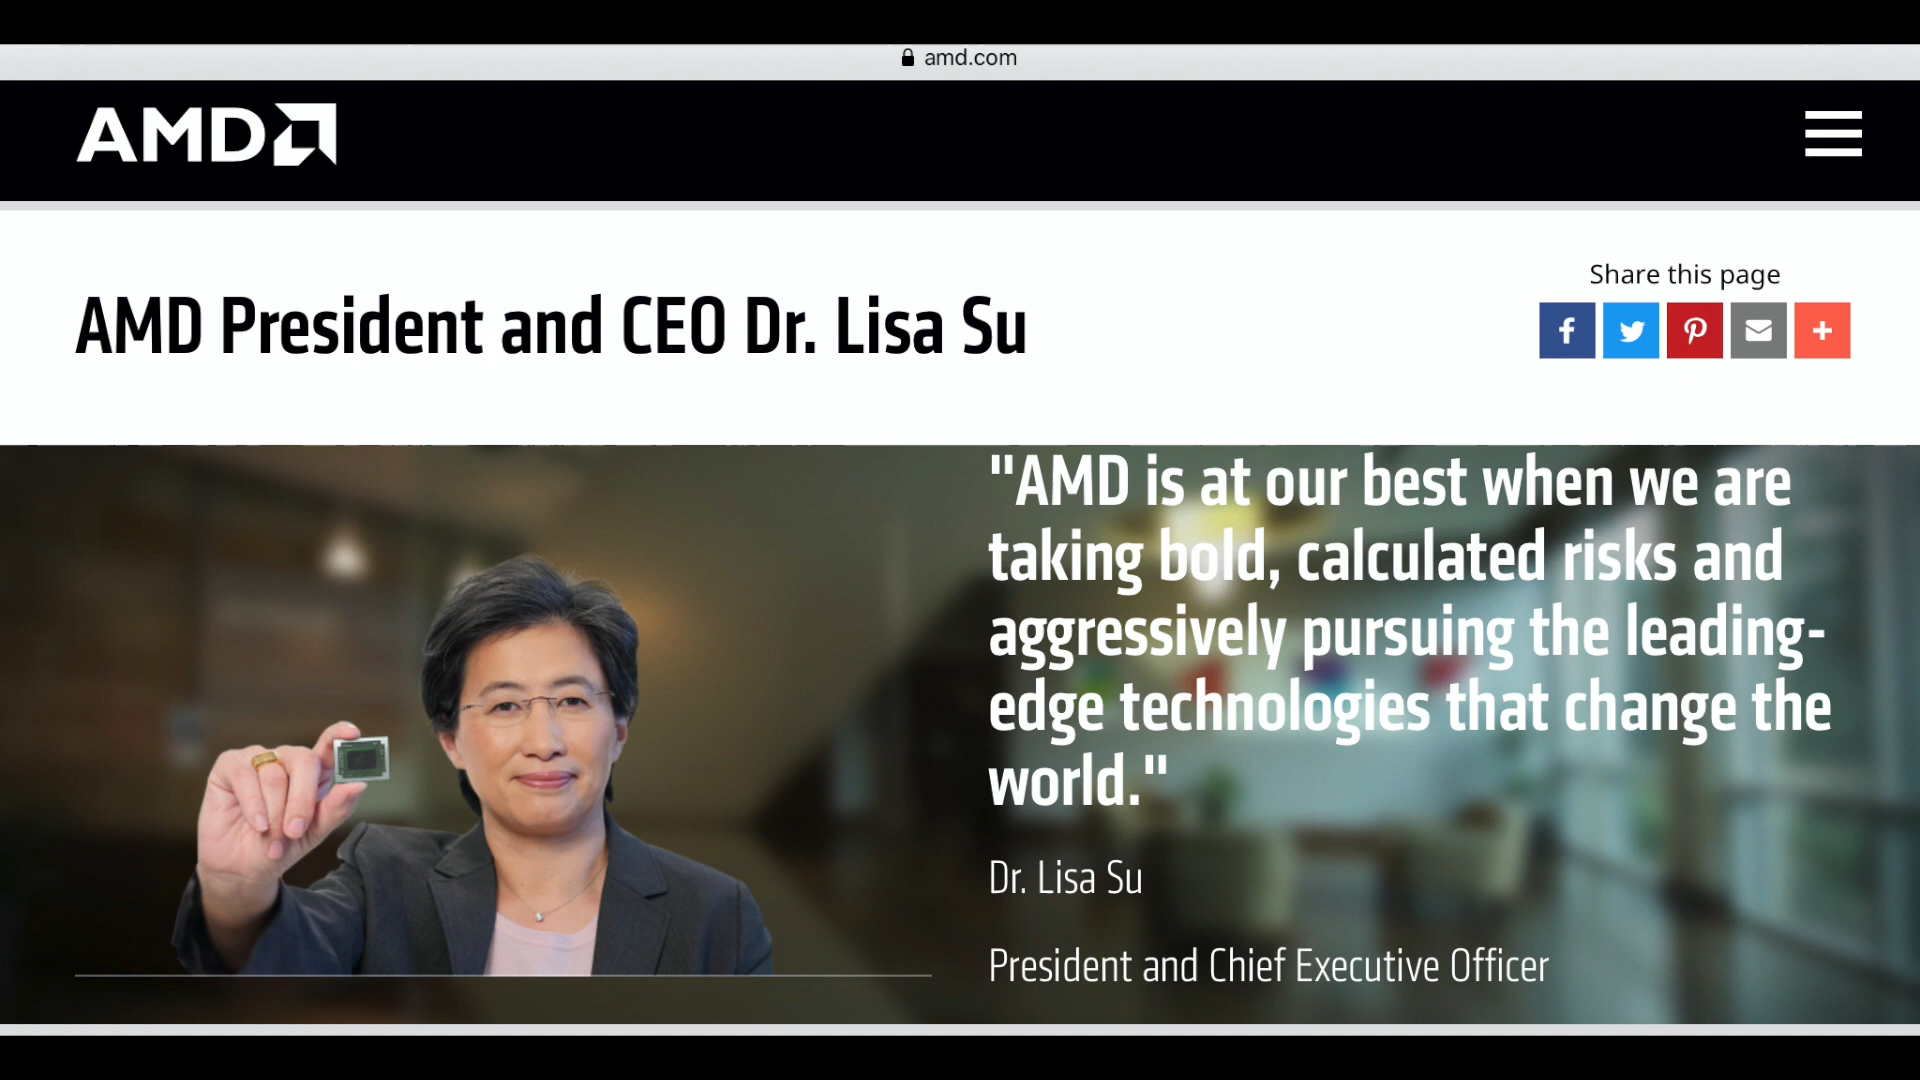 amd.com
AMD
Share this page
AMD President and CEO Dr. Lisa Su
"AMD is at our best when we are
taking bold, calculated risks and
aggressively pursuing the leading-
edge technologies that change the
world."
Dr. Lisa Su
President and Chief Executive Officer